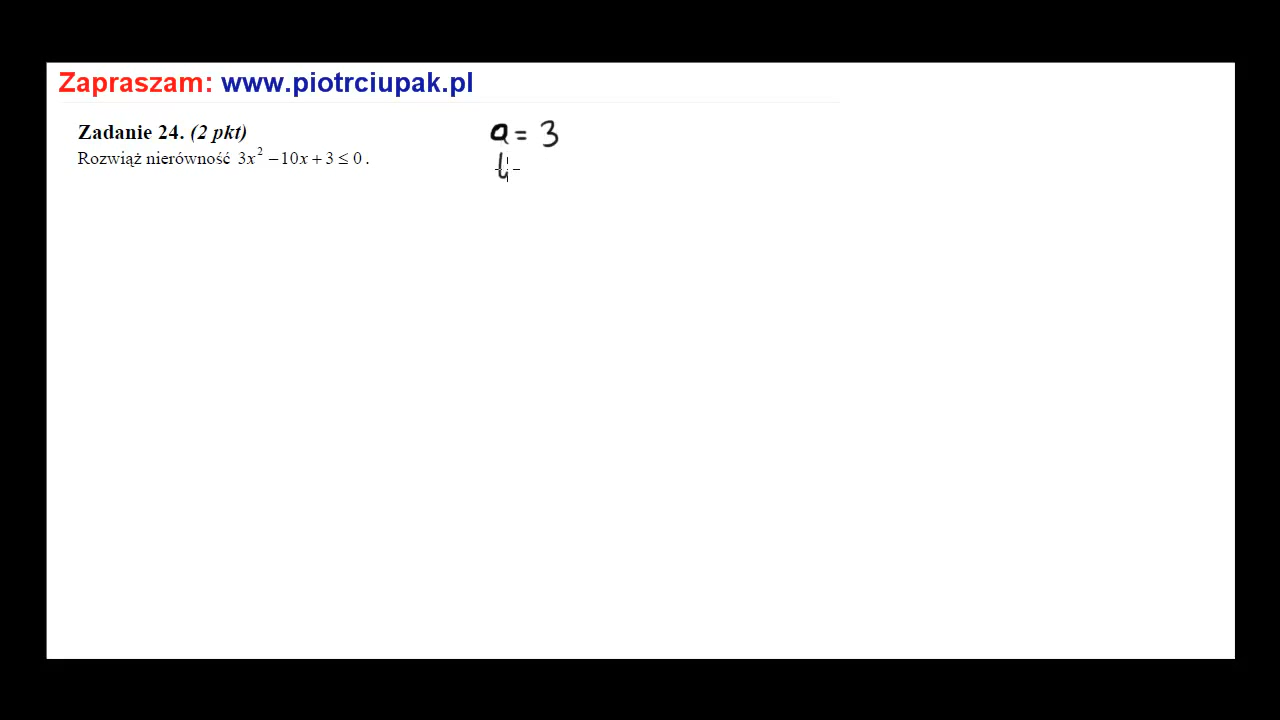 Zapraszam: www.piotrciupak.pl
Zadanie 24. (2 pkt)
Rozwiąż nierówność 3x² − 10x + 3 ≤ 0 .
a = 3